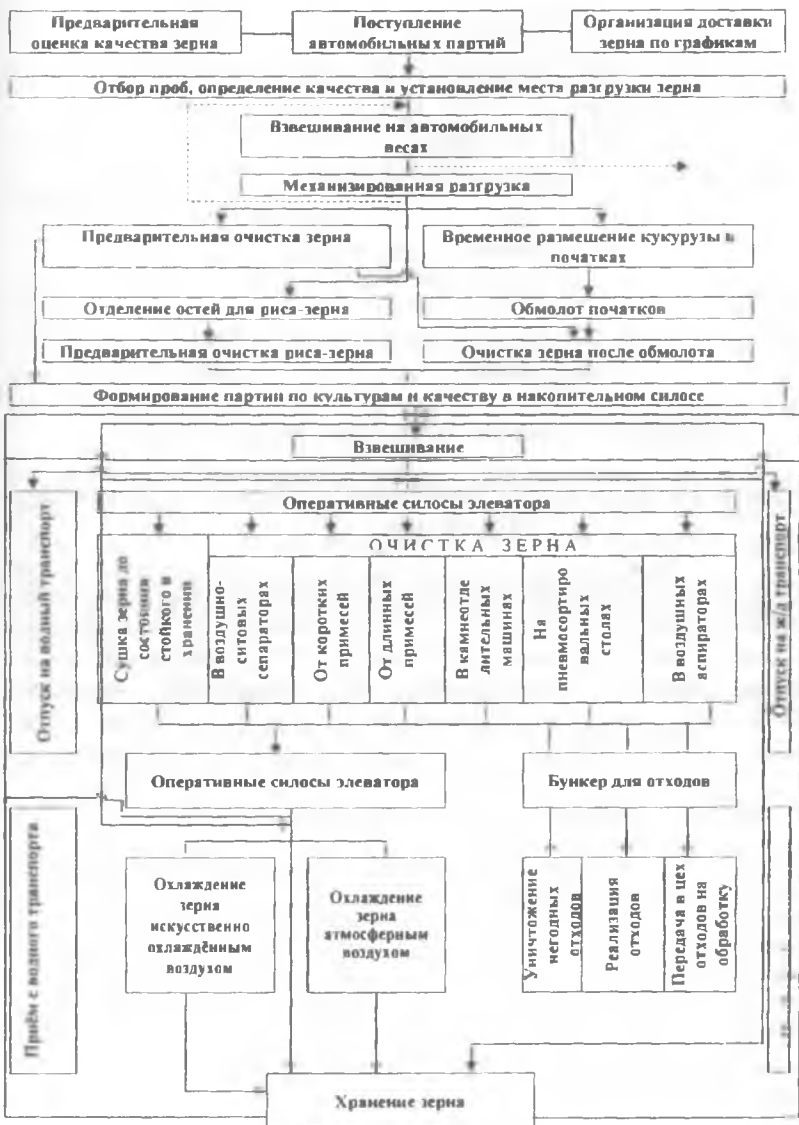 Предварительная
оценка качества зерна
Поступление
автомобильных партий
Организация доставки
зерна по графикам
Отбор проб, определение качества и установление места разгрузки зерна
Взвешивание на автомобильных
весах
Механизированная разгрузка
Предварительная очистка зерна
Временное размешение кукурузы в
початках
Отделение остей для риса-зерна
Обмолот початков
Предварительная очистка риса-зерна
Очистка зерна после обмолота
Формирование партии по культурам и качеству в накопительном силосе
Взвешивание
Отпуск на водный транспорт
Оперативные силосы элеватора
Отпуск на ж/д транспорт
Сушка зерна до
состояния
стойкого в
хранении
ОЧИСТКА ЗЕРНА
В воздушно-
ситовых
сепараторах
От коротких
примесей
От длинных
примесей
В камнеотде
лительных
машинах
На
пневмосортиро
вальных
столах
В воздушных
аспираторах
Оперативные силосы элеватора
Бункер для отходов
Приём с водного транспорта
Охлаждение
зерна
искусственно
охлаждённым
воздухом
Охлаждение
зерна
атмосферным
воздухом
Уничтожение
негодных
отходов
Реализация
отходов
Передача в цех
отходов на
обработку
Хранение зерна